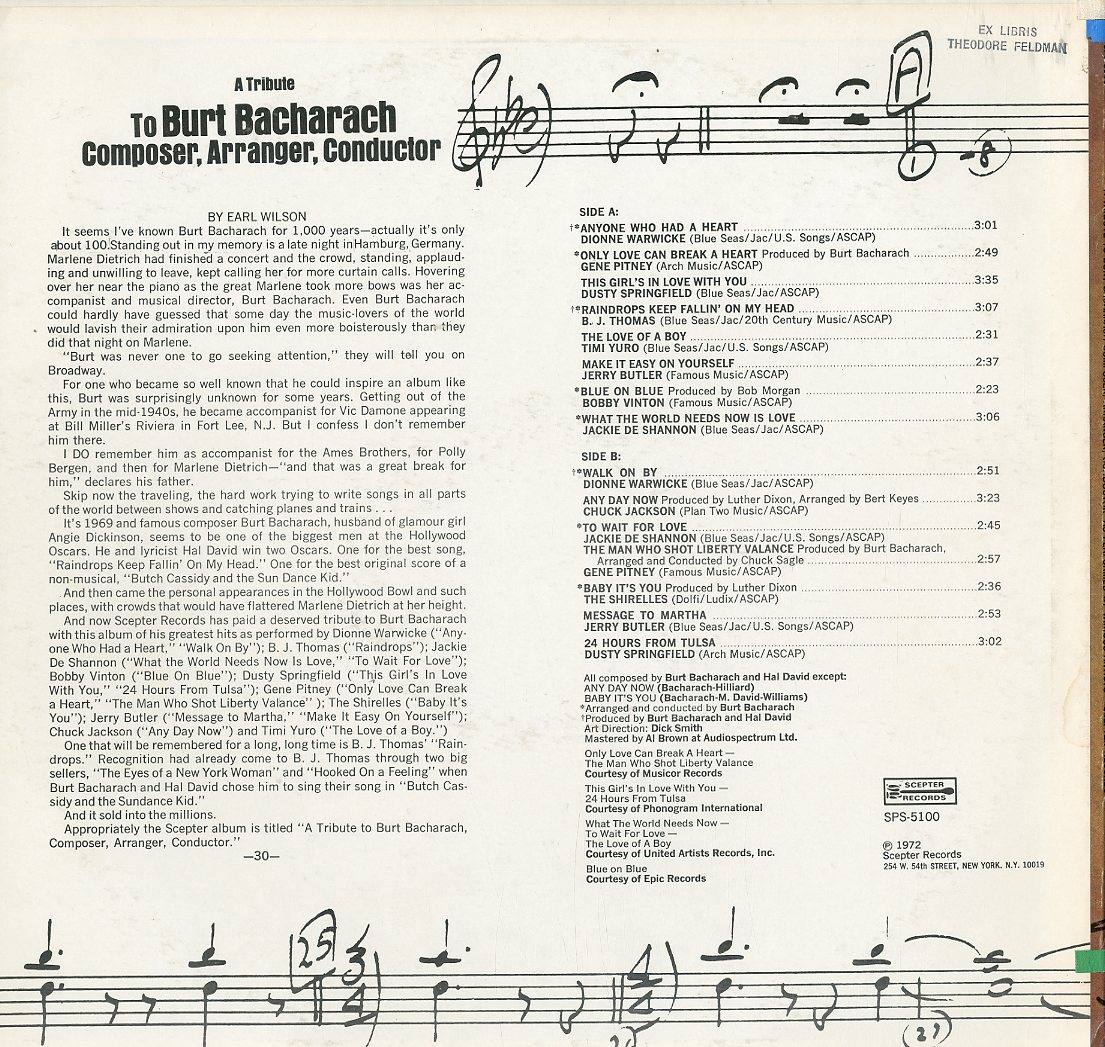 EX LIBRIS
THEODORE FELDMAN
A Tribute
To Burt Bacharach
Composer, Arranger, Conductor
A
1
-8
BY EARL WILSON
It seems I've known Burt Bacharach for 1,000 years—actually it's only
about 100. Standing out in my memory is a late night in Hamburg, Germany.
Marlene Dietrich had finished a concert and the crowd, standing, applaud-
ing and unwilling to leave, kept calling her for more curtain calls. Hovering
over her near the piano as the great Marlene took more bows was her ac-
companist and musical director, Burt Bacharach. Even Burt Bacharach
could hardly have guessed that some day the music-lovers of the world
would lavish their admiration upon him even more boisterously than they
did that night on Marlene.
"Burt was never one to go seeking attention," they will tell you on
Broadway.
For one who became so well known that he could inspire an album like
this, Burt was surprisingly unknown for some years. Getting out of the
Army in the mid-1940s, he became accompanist for Vic Damone appearing
at Bill Miller's Riviera in Fort Lee, N.J. But I confess I don't remember
him there.
I DO remember him as accompanist for the Ames Brothers, for Polly
Bergen, and then for Marlene Dietrich—"and that was a great break for
him," declares his father.
Skip now the traveling, the hard work trying to write songs in all parts
of the world between shows and catching planes and trains . . .
It's 1969 and famous composer Burt Bacharach, husband of glamour girl
Angie Dickinson, seems to be one of the biggest men at the Hollywood
Oscars. He and lyricist Hal David win two Oscars. One for the best song,
"Raindrops Keep Fallin' On My Head." One for the best original score of a
non-musical, "Butch Cassidy and the Sun Dance Kid."
And then came the personal appearances in the Hollywood Bowl and such
places, with crowds that would have flattered Marlene Dietrich at her height.
And now Scepter Records has paid a deserved tribute to Burt Bacharach
with this album of his greatest hits as performed by Dionne Warwicke ("Any-
one Who Had a Heart," "Walk On By"); B. J. Thomas ("Raindrops"); Jackie
De Shannon ("What the World Needs Now Is Love," "To Wait For Love");
Bobby Vinton ("Blue On Blue"); Dusty Springfield ("This Girl's In Love
With You," "24 Hours From Tulsa"); Gene Pitney ("Only Love Can Break
a Heart," "The Man Who Shot Liberty Valance" ); The Shirelles ("Baby It's
You"); Jerry Butler ("Message to Martha," "Make It Easy On Yourself");
Chuck Jackson ("Any Day Now") and Timi Yuro ("The Love of a Boy.")
One that will be remembered for a long, long time is B. J. Thomas' "Rain-
drops." Recognition had already come to B. J. Thomas through two big
sellers, "The Eyes of a New York Woman" and "Hooked On a Feeling" when
Burt Bacharach and Hal David chose him to sing their song in "Butch Cas-
sidy and the Sundance Kid."
And it sold into the millions.
Appropriately the Scepter album is titled "A Tribute to Burt Bacharach,
Composer, Arranger, Conductor."
—30—
SIDE A:
†*ANYONE WHO HAD A HEART 3:01
DIONNE WARWICKE (Blue Seas/Jac/U.S. Songs/ASCAP)
*ONLY LOVE CAN BREAK A HEART Produced by Burt Bacharach 2:49
GENE PITNEY (Arch Music/ASCAP)
THIS GIRL'S IN LOVE WITH YOU 3:35
DUSTY SPRINGFIELD (Blue Seas/Jac/ASCAP)
†*RAINDROPS KEEP FALLIN' ON MY HEAD 3:07
B. J. THOMAS (Blue Seas/Jac/20th Century Music/ASCAP)
THE LOVE OF A BOY 2:31
TIMI YURO (Blue Seas/Jac/U.S. Songs/ASCAP)
MAKE IT EASY ON YOURSELF 2:37
JERRY BUTLER (Famous Music/ASCAP)
*BLUE ON BLUE Produced by Bob Morgan 2:23
BOBBY VINTON (Famous Music/ASCAP)
*WHAT THE WORLD NEEDS NOW IS LOVE 3:06
JACKIE DE SHANNON (Blue Seas/Jac/ASCAP)
SIDE B:
†*WALK ON BY 2:51
DIONNE WARWICKE (Blue Seas/Jac/ASCAP)
ANY DAY NOW Produced by Luther Dixon, Arranged by Bert Keyes 3:23
CHUCK JACKSON (Plan Two Music/ASCAP)
*TO WAIT FOR LOVE 2:45
JACKIE DE SHANNON (Blue Seas/Jac/U.S. Songs/ASCAP)
THE MAN WHO SHOT LIBERTY VALANCE Produced by Burt Bacharach,
Arranged and Conducted by Chuck Sagle 2:57
GENE PITNEY (Famous Music/ASCAP)
*BABY IT'S YOU Produced by Luther Dixon 2:36
THE SHIRELLES (Dolfi/Ludix/ASCAP)
MESSAGE TO MARTHA 2:53
JERRY BUTLER (Blue Seas/Jac/U.S. Songs/ASCAP)
24 HOURS FROM TULSA 3:02
DUSTY SPRINGFIELD (Arch Music/ASCAP)
All composed by Burt Bacharach and Hal David except:
ANY DAY NOW (Bacharach-Hilliard)
BABY IT'S YOU (Bacharach-M. David-Williams)
*Arranged and conducted by Burt Bacharach
†Produced by Burt Bacharach and Hal David
Art Direction: Dick Smith
Mastered by Al Brown at Audiospectrum Ltd.
Only Love Can Break A Heart —
The Man Who Shot Liberty Valance
Courtesy of Musicor Records
This Girl's In Love With You —
24 Hours From Tulsa
Courtesy of Phonogram International
What The World Needs Now —
To Wait For Love —
The Love of A Boy
Courtesy of United Artists Records, Inc.
Blue on Blue
Courtesy of Epic Records
SCEPTER
RECORDS
SPS-5100
℗ 1972
Scepter Records
254 W. 54th STREET, NEW YORK. N.Y. 10019
25
3
4
4
4
(27)